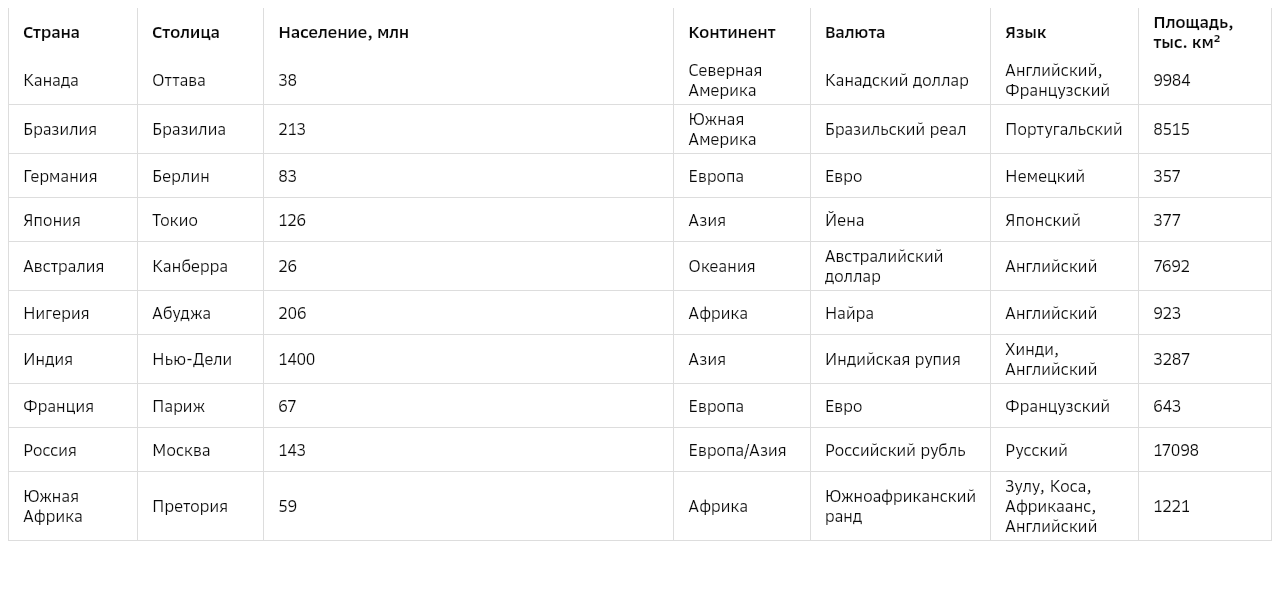 Страна Столица Население, млн Континент Валюта Язык Площадь,
тыс. км²
Канада Оттава 38 Северная
Америка Канадский доллар Английский,
Французский 9984
Бразилия Бразилиа 213 Южная
Америка Бразильский реал Португальский 8515
Германия Берлин 83 Европа Евро Немецкий 357
Япония Токио 126 Азия Йена Японский 377
Австралия Канберра 26 Океания Австралийский
доллар Английский 7692
Нигерия Абуджа 206 Африка Найра Английский 923
Индия Нью-Дели 1400 Азия Индийская рупия Хинди,
Английский 3287
Франция Париж 67 Европа Евро Французский 643
Россия Москва 143 Европа/Азия Российский рубль Русский 17098
Южная
Африка Претория 59 Африка Южноафриканский
ранд Зулу, Коса,
Африкаанс,
Английский 1221